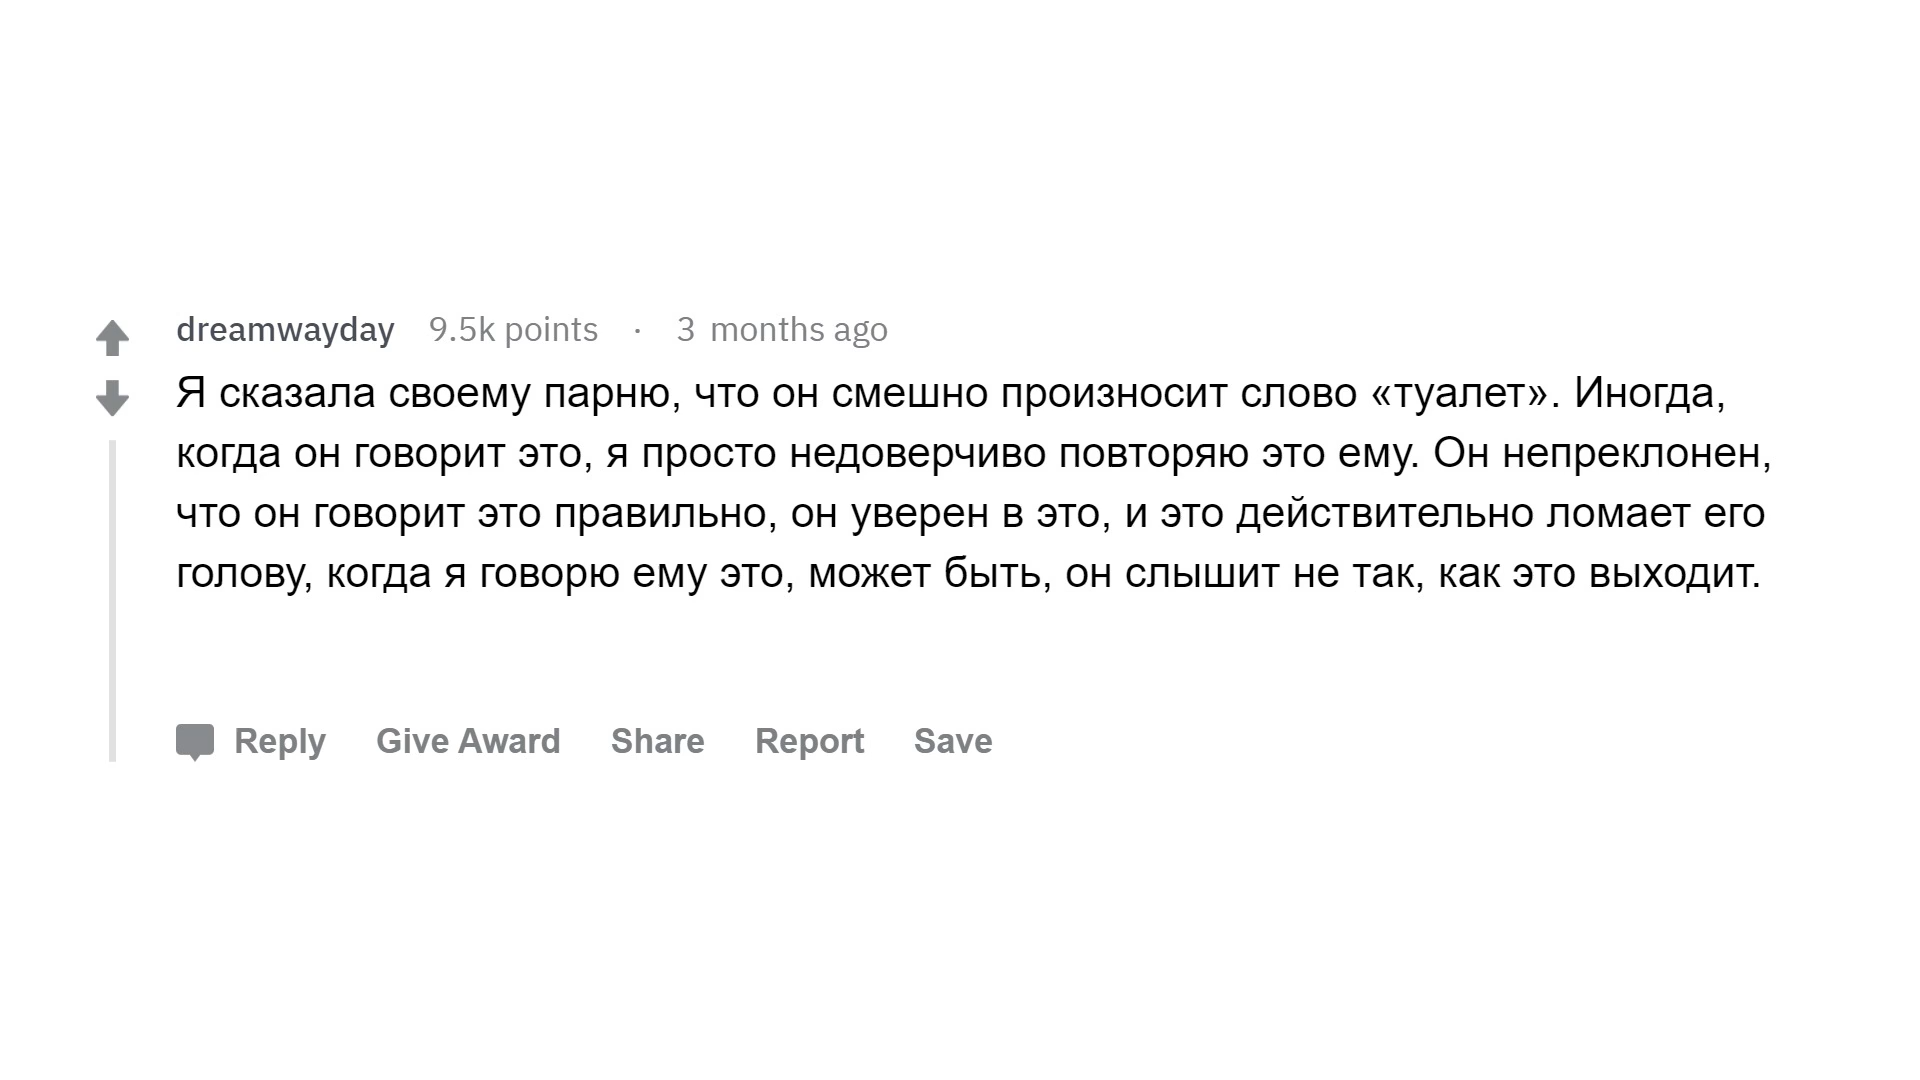 dreamwayday 9.5k points · 3 months ago
Я сказала своему парню, что он смешно произносит слово «туалет». Иногда,
когда он говорит это, я просто недоверчиво повторяю это ему. Он непреклонен,
что он говорит это правильно, он уверен в это, и это действительно ломает его
голову, когда я говорю ему это, может быть, он слышит не так, как это выходит.
Reply Give Award Share Report Save